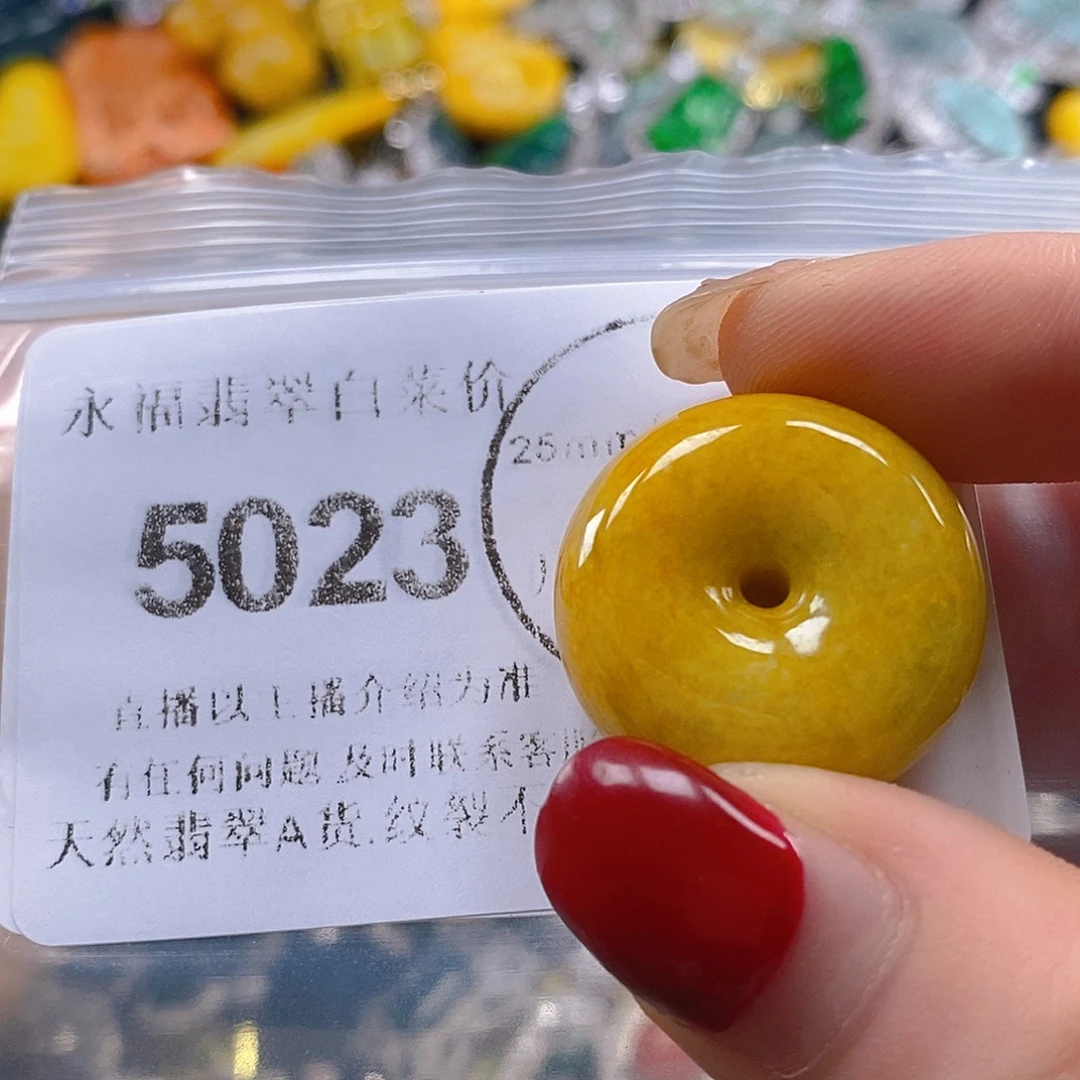 永福翡翠白菜价
25mm
5023
直播以主播介绍为准
有任何问题 及时联系客服
天然翡翠A货.纹裂不